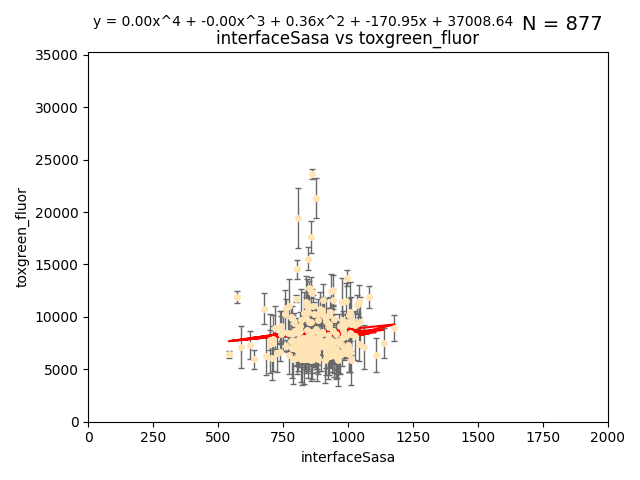 y = 0.00x^4 + -0.00x^3 + 0.36x^2 + -170.95x + 37008.64
N = 877
interfaceSasa vs toxgreen_fluor
35000
30000
25000
20000
15000
10000
5000
0
toxgreen_fluor
0 250 500 750 1000 1250 1500 1750 2000
interfaceSasa